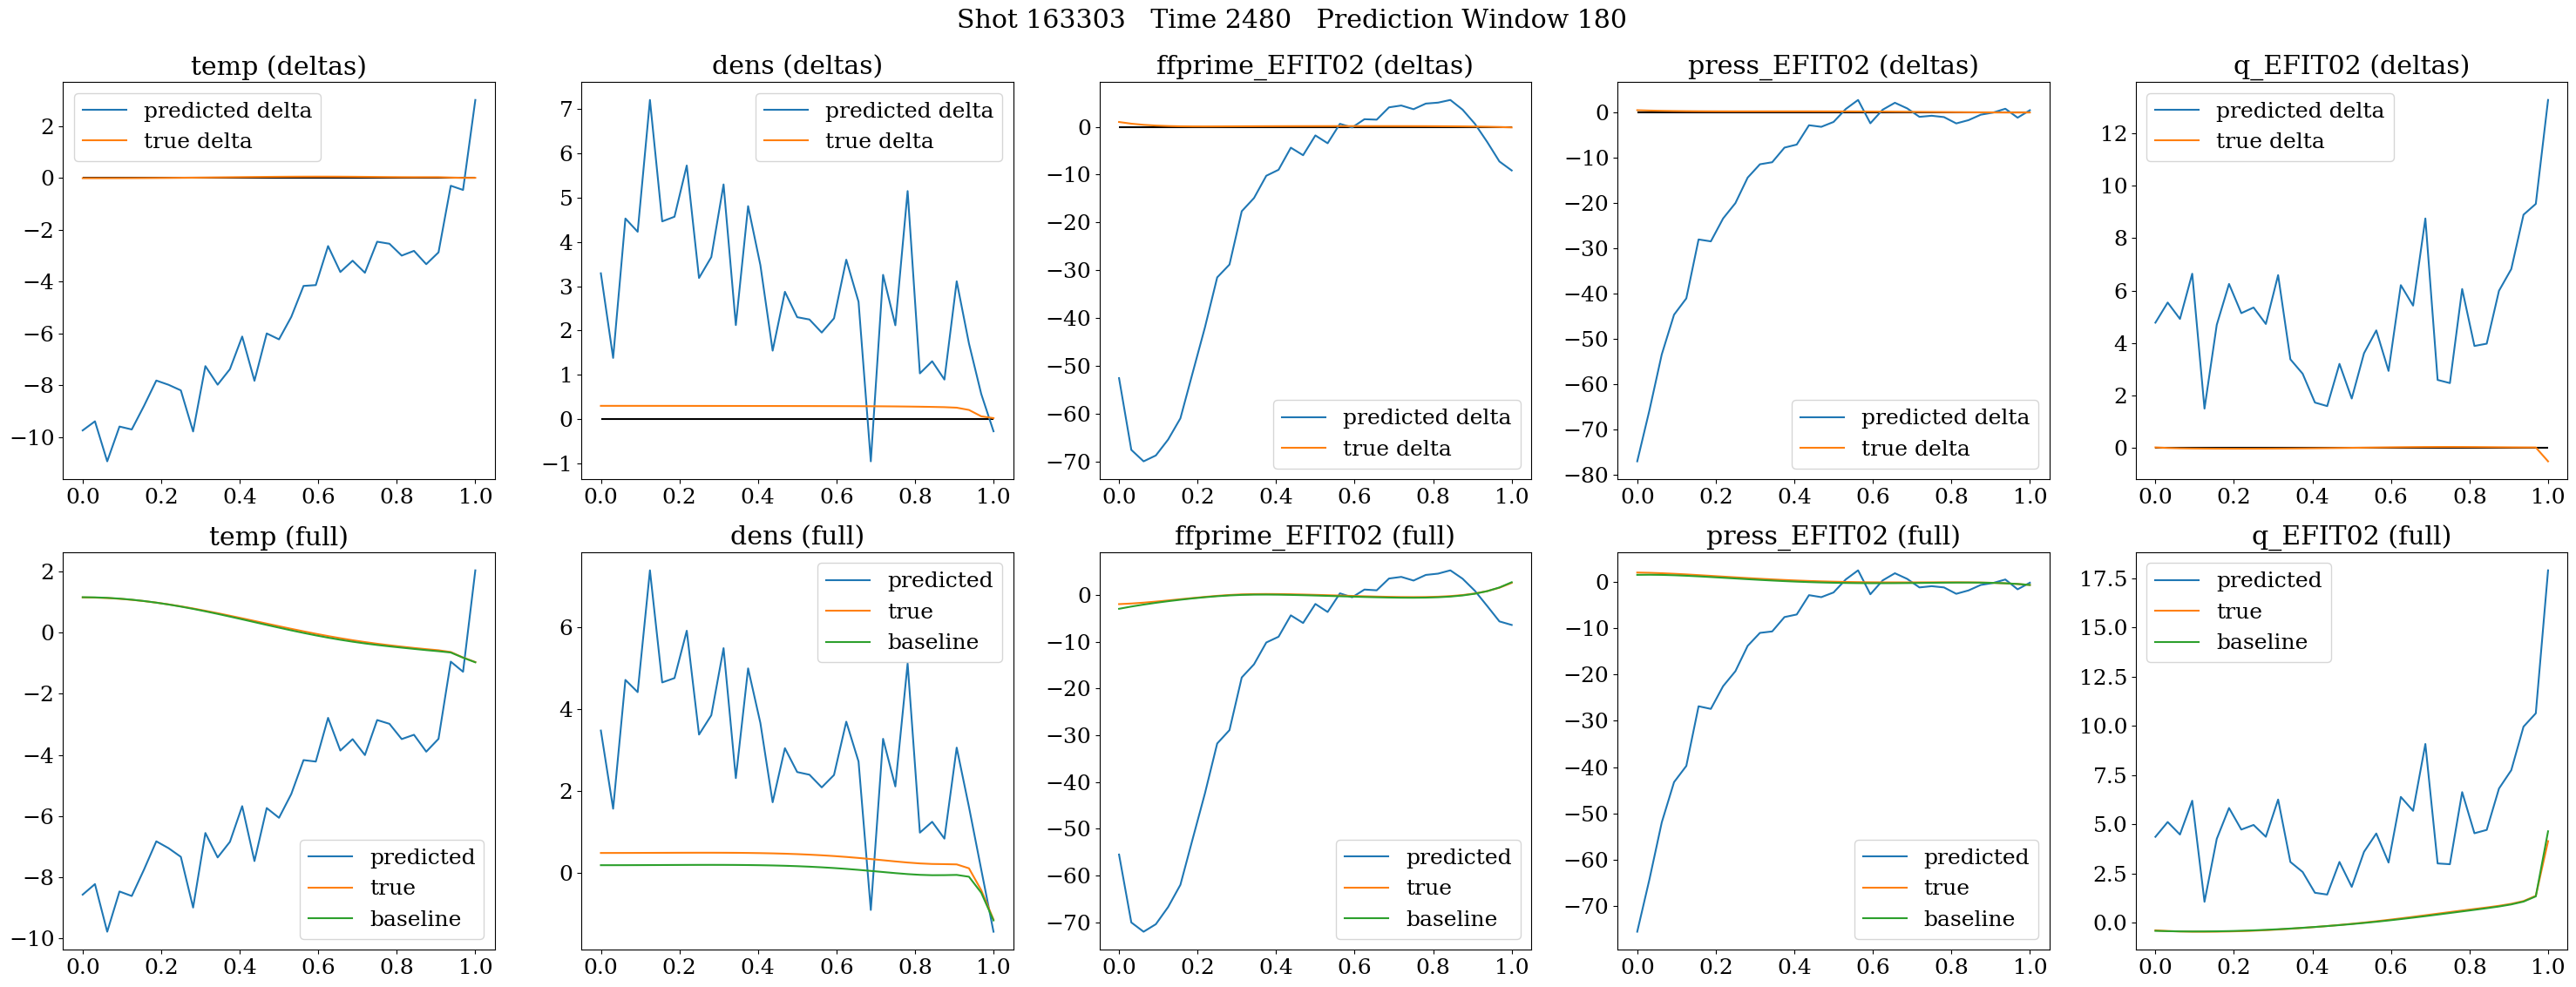 Shot 163303   Time 2480   Prediction Window 180
temp (deltas)
predicted delta
true delta
2
0
−2
−4
−6
−8
−10
0.0 0.2 0.4 0.6 0.8 1.0
dens (deltas)
predicted delta
true delta
7
6
5
4
3
2
1
0
−1
0.0 0.2 0.4 0.6 0.8 1.0
ffprime_EFIT02 (deltas)
0
−10
−20
−30
−40
−50
−60
−70
predicted delta
true delta
0.0 0.2 0.4 0.6 0.8 1.0
press_EFIT02 (deltas)
0
−10
−20
−30
−40
−50
−60
−70
−80
predicted delta
true delta
0.0 0.2 0.4 0.6 0.8 1.0
q_EFIT02 (deltas)
predicted delta
true delta
12
10
8
6
4
2
0
0.0 0.2 0.4 0.6 0.8 1.0
temp (full)
2
0
−2
−4
−6
−8
−10
predicted
true
baseline
0.0 0.2 0.4 0.6 0.8 1.0
dens (full)
predicted
true
baseline
6
4
2
0
0.0 0.2 0.4 0.6 0.8 1.0
ffprime_EFIT02 (full)
0
−10
−20
−30
−40
−50
−60
−70
predicted
true
baseline
0.0 0.2 0.4 0.6 0.8 1.0
press_EFIT02 (full)
0
−10
−20
−30
−40
−50
−60
−70
predicted
true
baseline
0.0 0.2 0.4 0.6 0.8 1.0
q_EFIT02 (full)
predicted
true
baseline
17.5
15.0
12.5
10.0
7.5
5.0
2.5
0.0
0.0 0.2 0.4 0.6 0.8 1.0